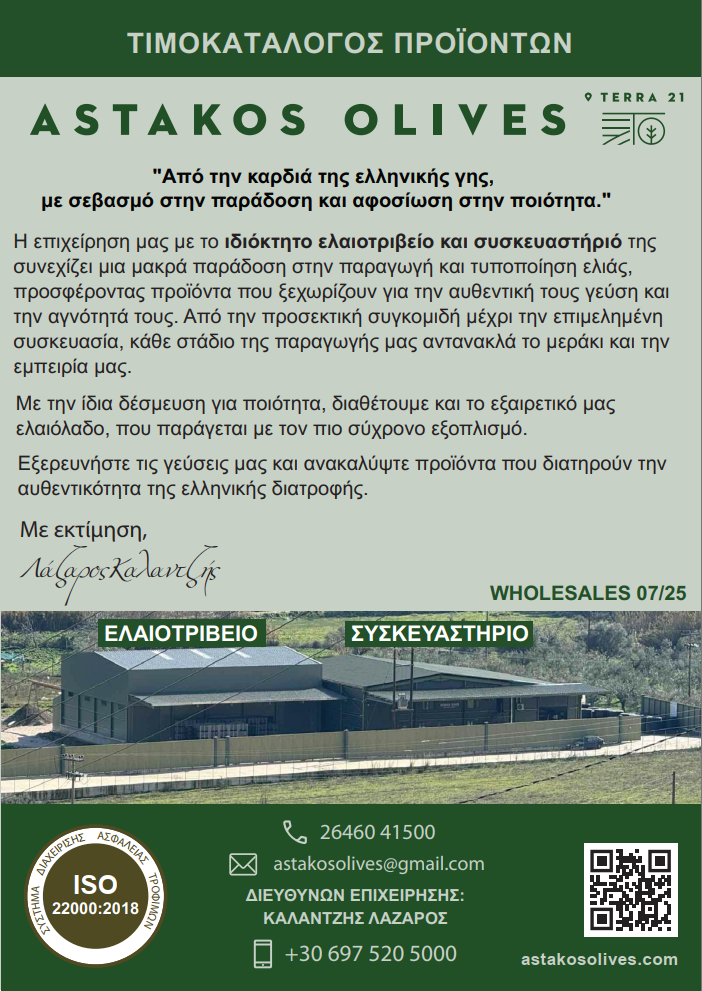 ΤΙΜΟΚΑΤΑΛΟΓΟΣ ΠΡΟΪΟΝΤΩΝ
TERRA 21
ASTAKOS OLIVES
"Από την καρδιά της ελληνικής γης,
με σεβασμό στην παράδοση και αφοσίωση στην ποιότητα."
Η επιχείρηση μας με το ιδιόκτητο ελαιοτριβείο και συσκευαστήριό της
συνεχίζει μια μακρά παράδοση στην παραγωγή και τυποποίηση ελιάς,
προσφέροντας προϊόντα που ξεχωρίζουν για την αυθεντική τους γεύση και
την αγνότητά τους. Από την προσεκτική συγκομιδή μέχρι την επιμελημένη
συσκευασία, κάθε στάδιο της παραγωγής μας αντανακλά το μεράκι και την
εμπειρία μας.
Με την ίδια δέσμευση για ποιότητα, διαθέτουμε και το εξαιρετικό μας
ελαιόλαδο, που παράγεται με τον πιο σύχρονο εξοπλισμό.
Εξερευνήστε τις γεύσεις μας και ανακαλύψτε προϊόντα που διατηρούν την
αυθεντικότητα της ελληνικής διατροφής.
Με εκτίμηση,
Λάζαρος Καλαντζής
WHOLESALES 07/25
ΕΛΑΙΟΤΡΙΒΕΙΟ
ΣΥΣΚΕΥΑΣΤΗΡΙΟ
ΣΥΣΤΗΜΑ ΔΙΑΧΕΙΡΙΣΗΣ ΑΣΦΑΛΕΙΑΣ ΤΡΟΦΙΜΩΝ
ISO
22000:2018
26460 41500
astakosolives@gmail.com
ΔΙΕΥΘΥΝΩΝ ΕΠΙΧΕΙΡΗΣΗΣ:
ΚΑΛΑΝΤΖΗΣ ΛΑΖΑΡΟΣ
+30 697 520 5000
astakosolives.com